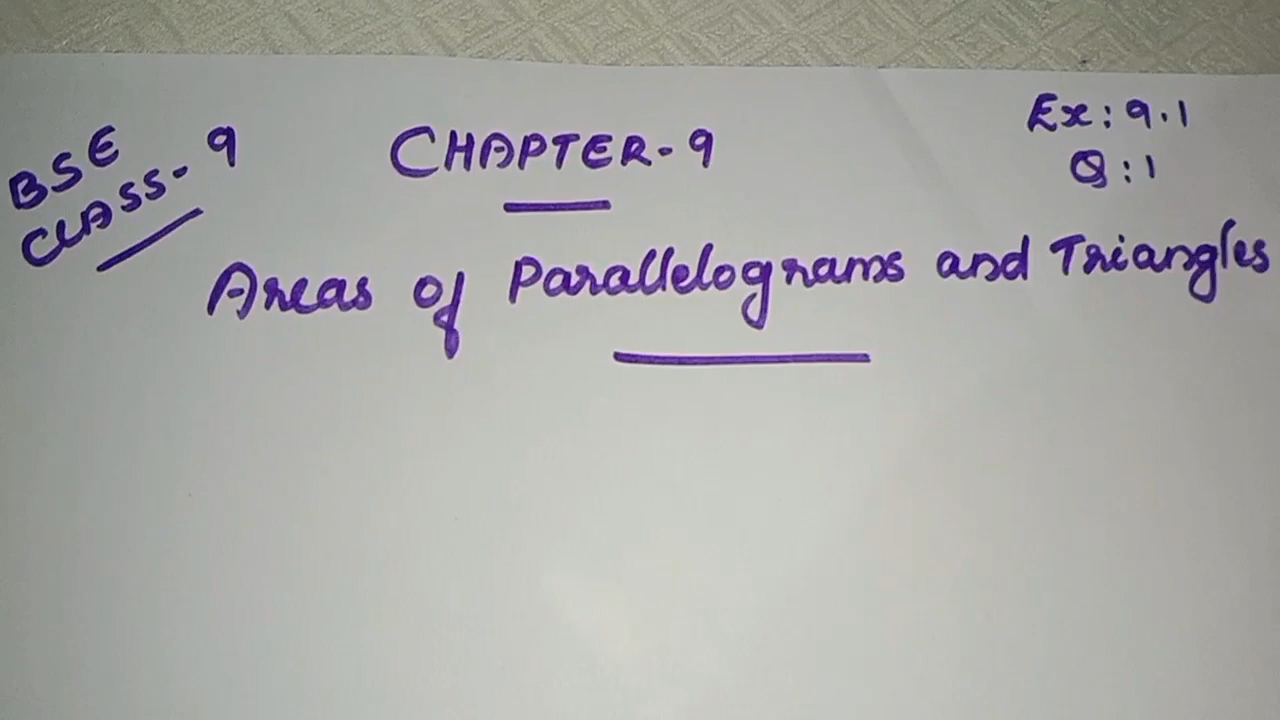 BSE
CLASS-9
CHAPTER-9
Ex: 9.1
Q:1
Areas of Parallelograms and Triangles